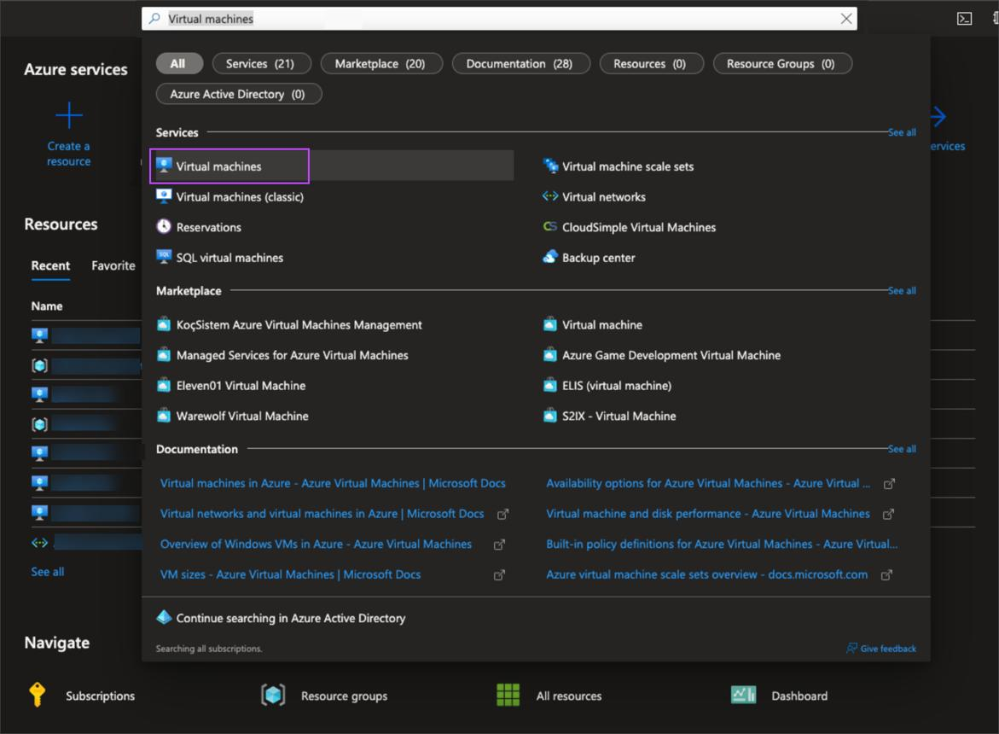 Virtual machines
Azure services
All
Services (21)
Marketplace (20)
Documentation (28)
Resources (0)
Resource Groups (0)
Azure Active Directory (0)
Create a
resource
ervices
Services
See all
Virtual machines
Virtual machine scale sets
Virtual machines (classic)
Virtual networks
Reservations
CS CloudSimple Virtual Machines
SQL SQL virtual machines
Backup center
Resources
Recent
Favorite
Name
See all
Marketplace
See all
KoçSistem Azure Virtual Machines Management
Virtual machine
Managed Services for Azure Virtual Machines
Azure Game Development Virtual Machine
Eleven01 Virtual Machine
ELIS (virtual machine)
Warewolf Virtual Machine
S2IX - Virtual Machine
Documentation
See all
Virtual machines in Azure - Azure Virtual Machines | Microsoft Docs
Availability options for Azure Virtual Machines - Azure Virtual ...
Virtual networks and virtual machines in Azure | Microsoft Docs
Virtual machine and disk performance - Azure Virtual Machines
Overview of Windows VMs in Azure - Azure Virtual Machines
Built-in policy definitions for Azure Virtual Machines - Azure Virtual...
VM sizes - Azure Virtual Machines | Microsoft Docs
Azure virtual machine scale sets overview - docs.microsoft.com
Continue searching in Azure Active Directory
Searching all subscriptions.
Give feedback
Navigate
Subscriptions
Resource groups
All resources
Dashboard